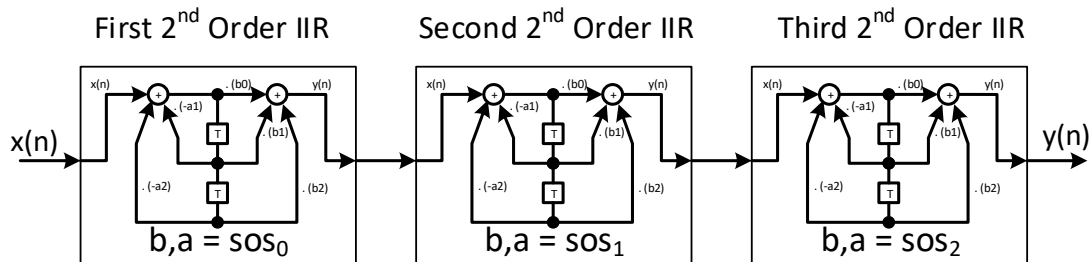 First 2nd Order IIR
Second 2nd Order IIR
Third 2nd Order IIR
x(n)
x(n)
+
. (-a1)
. (b0)
+
y(n)
T
. (b1)
. (-a2)
T
. (b2)
b,a = sos0
x(n)
+
. (-a1)
. (b0)
+
y(n)
T
. (b1)
. (-a2)
T
. (b2)
b,a = sos1
x(n)
+
. (-a1)
. (b0)
+
y(n)
T
. (b1)
. (-a2)
T
. (b2)
b,a = sos2
y(n)